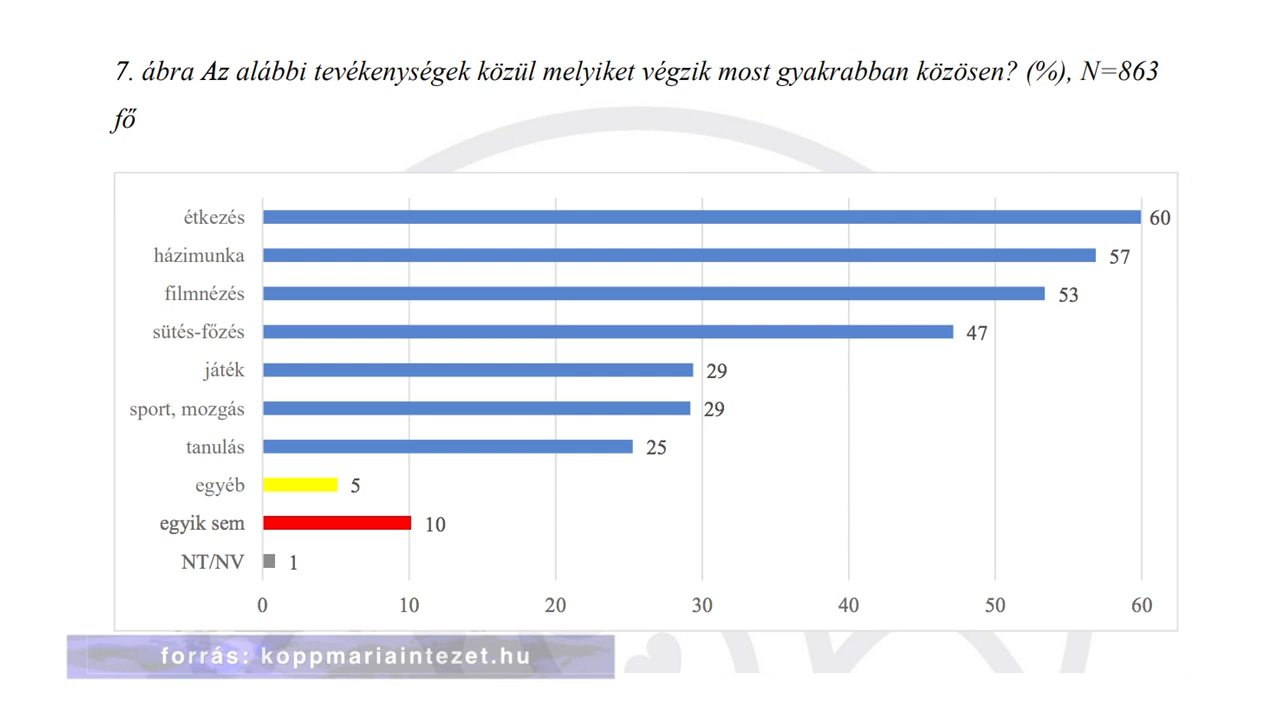 7. ábra Az alábbi tevékenységek közül melyiket végzik most gyakrabban közösen? (%), N=863
fő
étkezés 60
házimunka 57
filmnézés 53
sütés-főzés 47
játék 29
sport, mozgás 29
tanulás 25
egyéb 5
egyik sem 10
NT/NV 1
0 10 20 30 40 50 60
forrás: koppmariaintezet.hu